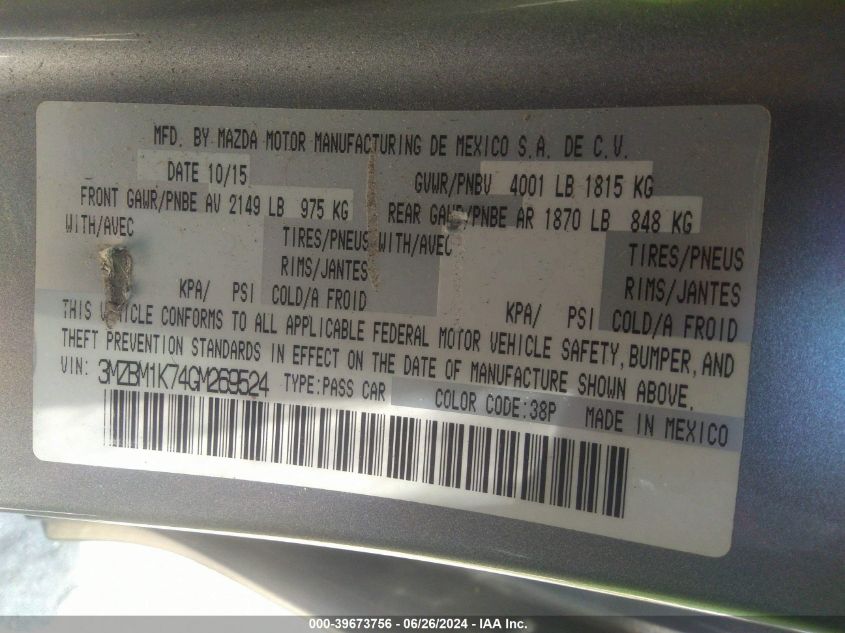 MFD. BY MAZDA MOTOR MANUFACTURING DE MEXICO S.A. DE C.V.
DATE 10/15 GVWR/PNBV 4001 LB 1815 KG
FRONT GAWR/PNBE AV 2149 LB 975 KG REAR GAWR/PNBE AR 1870 LB 848 KG
WITH/AVEC TIRES/PNEUS WITH/AVEC TIRES/PNEUS
RIMS/JANTES RIMS/JANTES
KPA/ PSI COLD/A FROID KPA/ PSI COLD/A FROID
THIS VEHICLE CONFORMS TO ALL APPLICABLE FEDERAL MOTOR VEHICLE SAFETY, BUMPER, AND
THEFT PREVENTION STANDARDS IN EFFECT ON THE DATE OF MANUFACTURE SHOWN ABOVE.
VIN: 3MZBM1K74GM269524 TYPE:PASS CAR COLOR CODE:38P MADE IN MEXICO
000-39673756 / 06/26/2024 - IAA Inc.